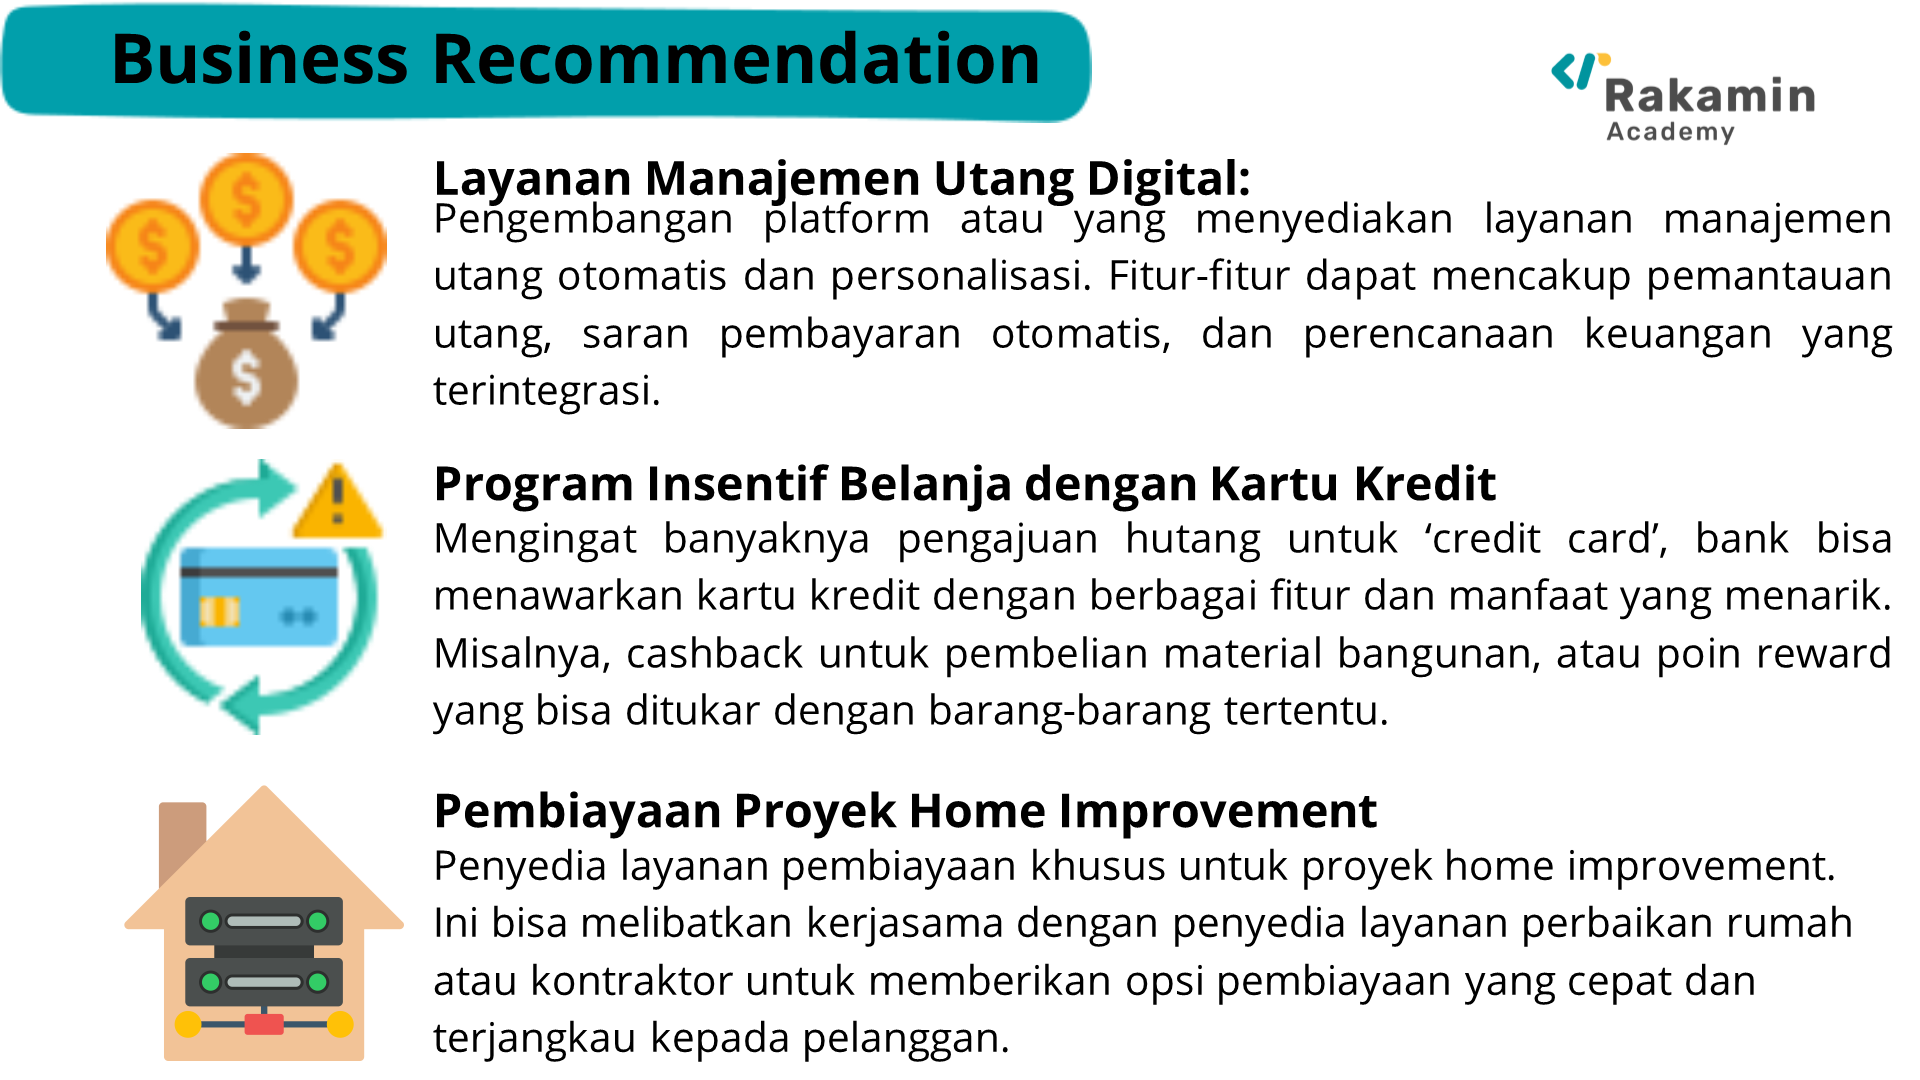 Business Recommendation
Rakamin
Academy
Layanan Manajemen Utang Digital:
Pengembangan platform atau yang menyediakan layanan manajemen
utang otomatis dan personalisasi. Fitur-fitur dapat mencakup pemantauan
utang, saran pembayaran otomatis, dan perencanaan keuangan yang
terintegrasi.
Program Insentif Belanja dengan Kartu Kredit
Mengingat banyaknya pengajuan hutang untuk ‘credit card’, bank bisa
menawarkan kartu kredit dengan berbagai fitur dan manfaat yang menarik.
Misalnya, cashback untuk pembelian material bangunan, atau poin reward
yang bisa ditukar dengan barang-barang tertentu.
Pembiayaan Proyek Home Improvement
Penyedia layanan pembiayaan khusus untuk proyek home improvement.
Ini bisa melibatkan kerjasama dengan penyedia layanan perbaikan rumah
atau kontraktor untuk memberikan opsi pembiayaan yang cepat dan
terjangkau kepada pelanggan.